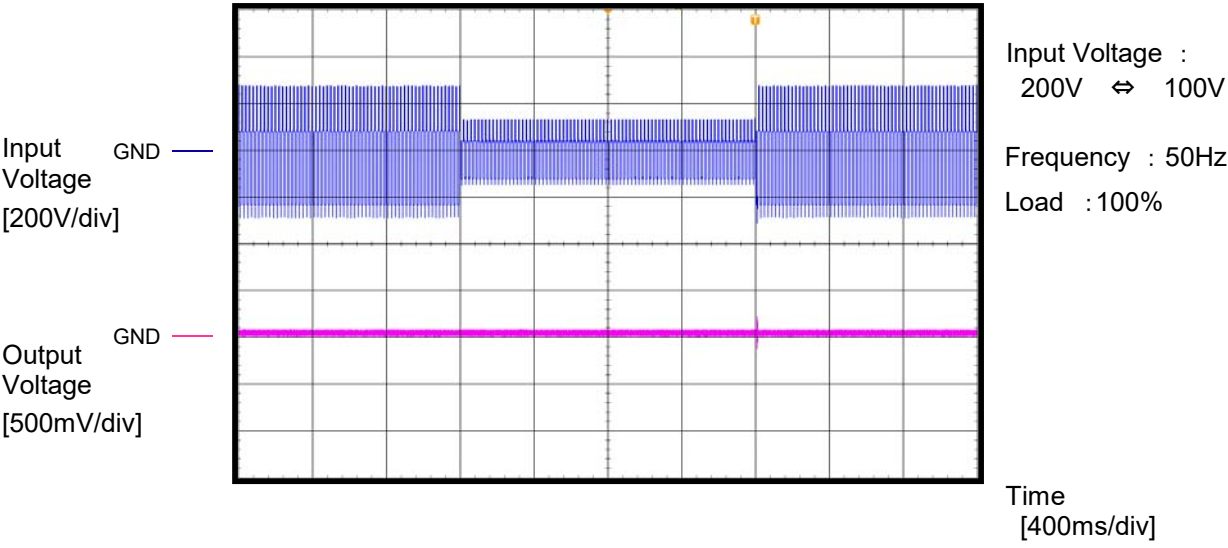 Input
Voltage
[200V/div]
GND
Output
Voltage
[500mV/div]
GND
T
Input Voltage :
200V ⇔ 100V
Frequency : 50Hz
Load :100%
Time
[400ms/div]